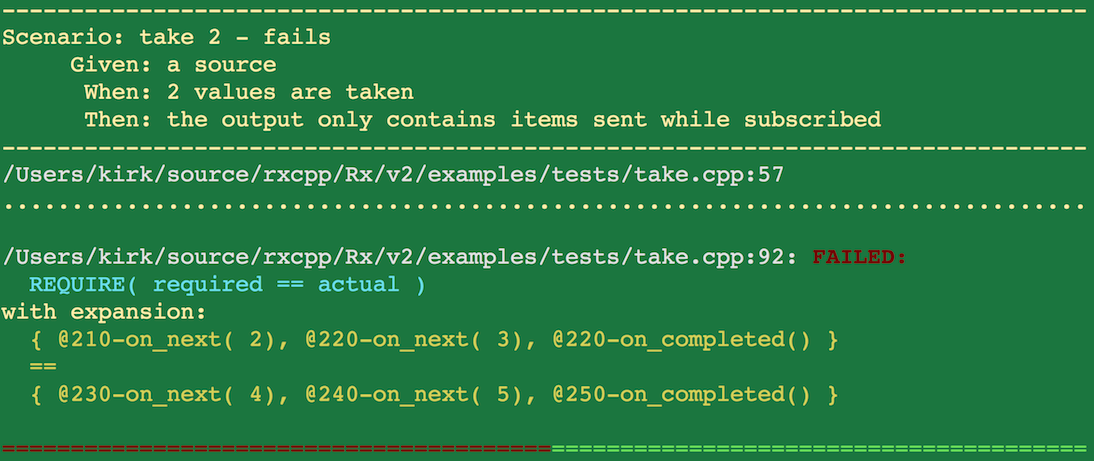 -------------------------------------------------------------------------------
Scenario: take 2 - fails
     Given: a source
      When: 2 values are taken
      Then: the output only contains items sent while subscribed
-------------------------------------------------------------------------------
/Users/kirk/source/rxcpp/Rx/v2/examples/tests/take.cpp:57
...............................................................................

/Users/kirk/source/rxcpp/Rx/v2/examples/tests/take.cpp:92: FAILED:
  REQUIRE( required == actual )
with expansion:
  { @210-on_next( 2), @220-on_next( 3), @220-on_completed() }
  ==
  { @230-on_next( 4), @240-on_next( 5), @250-on_completed() }

===============================================================================